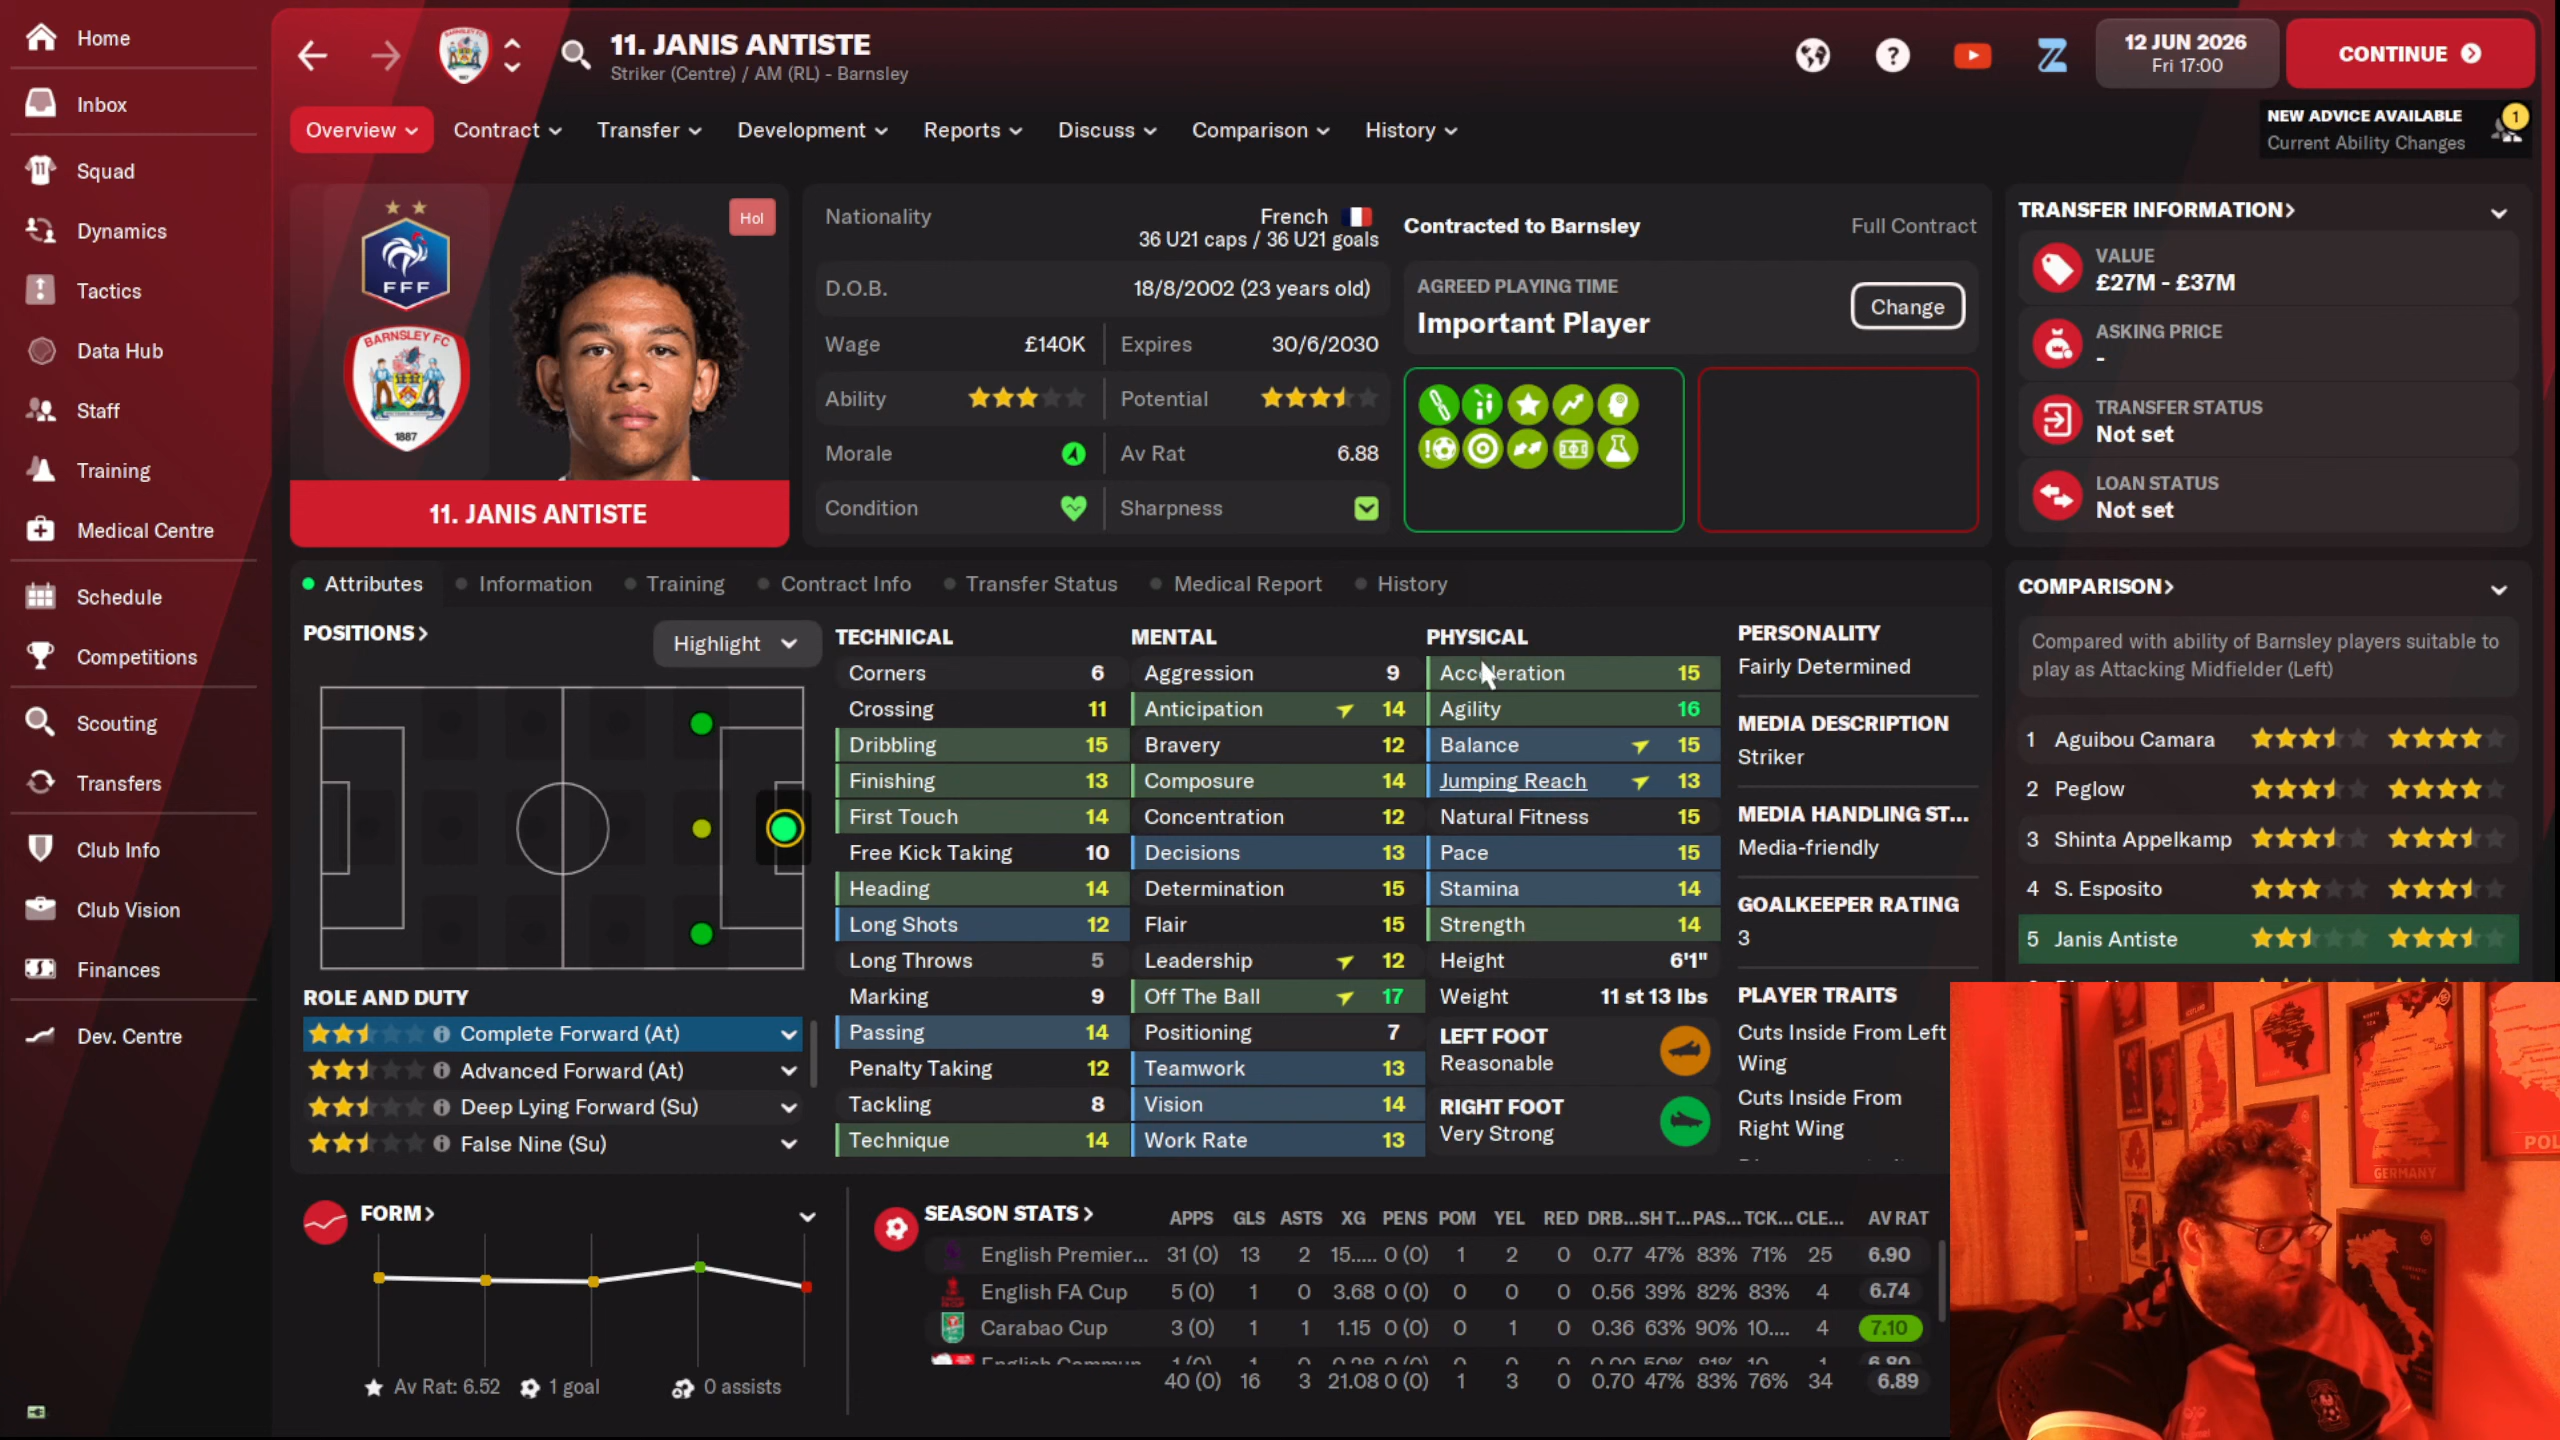 Home
Inbox
Squad
Dynamics
Tactics
Data Hub
Staff
Training
Medical Centre
Schedule
Competitions
Scouting
Transfers
Club Info
Club Vision
Finances
Dev. Centre
11. JANIS ANTISTE
Striker (Centre) / AM (RL) - Barnsley
12 JUN 2026
Fri 17:00
CONTINUE
Overview
Contract
Transfer
Development
Reports
Discuss
Comparison
History
NEW ADVICE AVAILABLE
Current Ability Changes
1
FFF
BARNSLEY FC
1887
Hol
11. JANIS ANTISTE
Nationality French
36 U21 caps / 36 U21 goals
D.O.B. 18/8/2002 (23 years old)
Wage £140K Expires 30/6/2030
Ability Potential
Morale Av Rat 6.88
Condition Sharpness
Contracted to Barnsley Full Contract
AGREED PLAYING TIME
Important Player
Change
TRANSFER INFORMATION>
VALUE
£27M - £37M
ASKING PRICE
-
TRANSFER STATUS
Not set
LOAN STATUS
Not set
Attributes Information Training Contract Info Transfer Status Medical Report History
POSITIONS>
Highlight
ROLE AND DUTY
Complete Forward (At)
Advanced Forward (At)
Deep Lying Forward (Su)
False Nine (Su)
TECHNICAL
Corners 6
Crossing 11
Dribbling 15
Finishing 13
First Touch 14
Free Kick Taking 10
Heading 14
Long Shots 12
Long Throws 5
Marking 9
Passing 14
Penalty Taking 12
Tackling 8
Technique 14
MENTAL
Aggression 9
Anticipation 14
Bravery 12
Composure 14
Concentration 12
Decisions 13
Determination 15
Flair 15
Leadership 12
Off The Ball 17
Positioning 7
Teamwork 13
Vision 14
Work Rate 13
PHYSICAL
Acceleration 15
Agility 16
Balance 15
Jumping Reach 13
Natural Fitness 15
Pace 15
Stamina 14
Strength 14
Height 6'1"
Weight 11 st 13 lbs
LEFT FOOT
Reasonable
RIGHT FOOT
Very Strong
PERSONALITY
Fairly Determined
MEDIA DESCRIPTION
Striker
MEDIA HANDLING ST...
Media-friendly
GOALKEEPER RATING
3
PLAYER TRAITS
Cuts Inside From Left
Wing
Cuts Inside From
Right Wing
COMPARISON>
Compared with ability of Barnsley players suitable to
play as Attacking Midfielder (Left)
1 Aguibou Camara
2 Peglow
3 Shinta Appelkamp
4 S. Esposito
5 Janis Antiste
FORM>
Av Rat: 6.52 1 goal 0 assists
SEASON STATS> APPS GLS ASTS XG PENS POM YEL RED DRB...SH T...PAS...TCK...CLE... AV RAT
English Premier... 31 (0) 13 2 15..... 0 (0) 1 2 0 0.77 47% 83% 71% 25 6.90
English FA Cup 5 (0) 1 0 3.68 0 (0) 0 0 0 0.56 39% 82% 83% 4 6.74
Carabao Cup 3 (0) 1 1 1.15 0 (0) 0 1 0 0.36 63% 90% 10.... 4 7.10
40 (0) 16 3 21.08 0 (0) 1 3 0 0.70 47% 83% 76% 34 6.89
GERMANY
POL